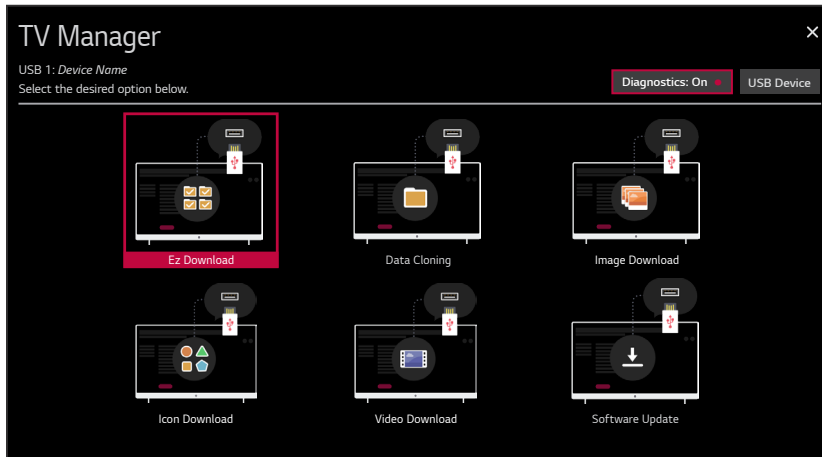 TV Manager
USB 1: Device Name
Select the desired option below.
Diagnostics: On
USB Device
Ez Download
Data Cloning
Image Download
Icon Download
Video Download
Software Update